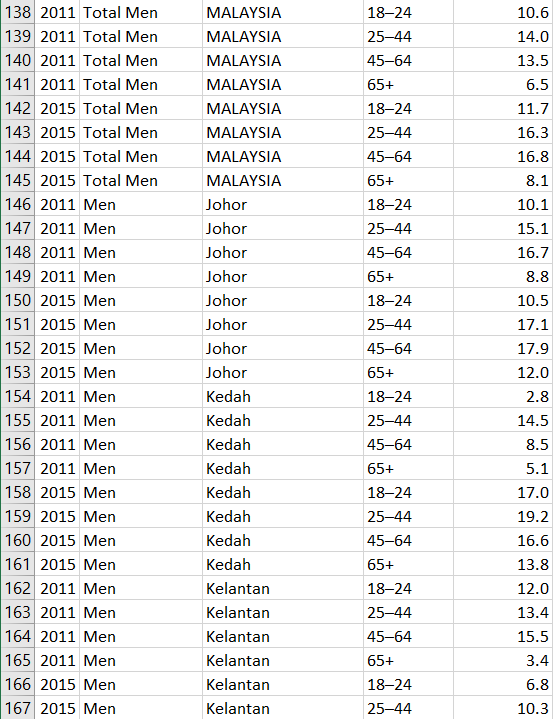 138 2011 Total Men MALAYSIA 18–24 10.6
139 2011 Total Men MALAYSIA 25–44 14.0
140 2011 Total Men MALAYSIA 45–64 13.5
141 2011 Total Men MALAYSIA 65+ 6.5
142 2015 Total Men MALAYSIA 18–24 11.7
143 2015 Total Men MALAYSIA 25–44 16.3
144 2015 Total Men MALAYSIA 45–64 16.8
145 2015 Total Men MALAYSIA 65+ 8.1
146 2011 Men Johor 18–24 10.1
147 2011 Men Johor 25–44 15.1
148 2011 Men Johor 45–64 16.7
149 2011 Men Johor 65+ 8.8
150 2015 Men Johor 18–24 10.5
151 2015 Men Johor 25–44 17.1
152 2015 Men Johor 45–64 17.9
153 2015 Men Johor 65+ 12.0
154 2011 Men Kedah 18–24 2.8
155 2011 Men Kedah 25–44 14.5
156 2011 Men Kedah 45–64 8.5
157 2011 Men Kedah 65+ 5.1
158 2015 Men Kedah 18–24 17.0
159 2015 Men Kedah 25–44 19.2
160 2015 Men Kedah 45–64 16.6
161 2015 Men Kedah 65+ 13.8
162 2011 Men Kelantan 18–24 12.0
163 2011 Men Kelantan 25–44 13.4
164 2011 Men Kelantan 45–64 15.5
165 2011 Men Kelantan 65+ 3.4
166 2015 Men Kelantan 18–24 6.8
167 2015 Men Kelantan 25–44 10.3